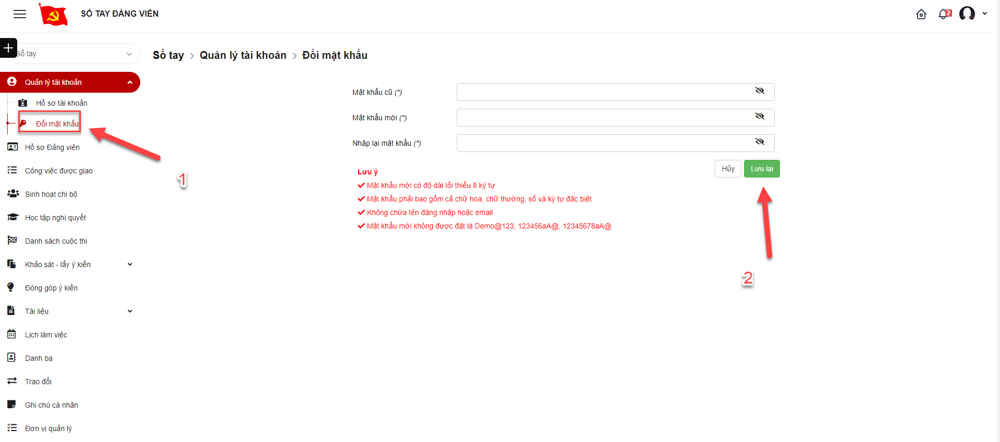 SỔ TAY ĐẢNG VIÊN
2
Sổ tay
Sổ tay > Quản lý tài khoản > Đổi mật khẩu
Quản lý tài khoản
Hồ sơ tài khoản
Đổi mật khẩu
Hồ sơ Đảng viên
Công việc được giao
Sinh hoạt chi bộ
Học tập nghị quyết
Danh sách cuộc thi
Khảo sát - lấy ý kiến
Đóng góp ý kiến
Tài liệu
Lịch làm việc
Danh bạ
Trao đổi
Ghi chú cá nhân
Đơn vị quản lý
1
Mật khẩu cũ (*)
Mật khẩu mới (*)
Nhập lại mật khẩu (*)
Hủy Lưu lại
Lưu ý
Mật khẩu mới có độ dài tối thiểu 8 ký tự
Mật khẩu phải bao gồm cả chữ hoa, chữ thường, số và ký tự đặc biệt
Không chứa tên đăng nhập hoặc email
Mật khẩu mới không được đặt là Demo@123, 123456aA@, 12345678aA@
2